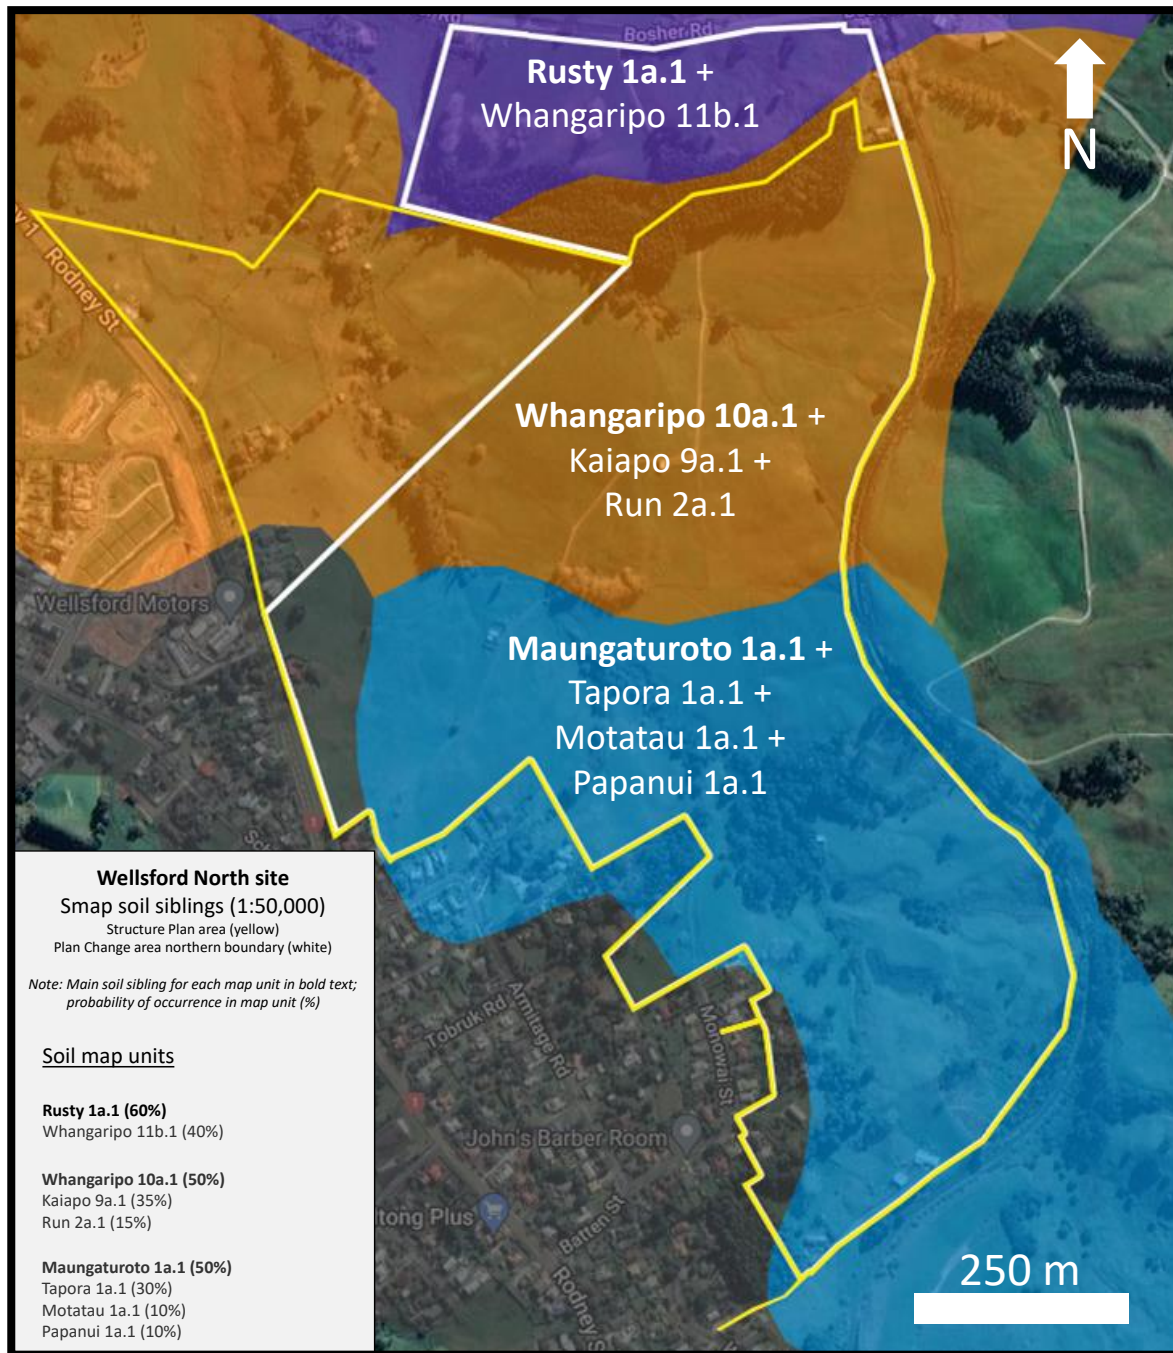 Bosher Rd
Rusty 1a.1 +
Whangaripo 11b.1
N
Rodney St
Whangaripo 10a.1 +
Kaiapo 9a.1 +
Run 2a.1
Wellsford Motors
Maungaturoto 1a.1 +
Tapora 1a.1 +
Motatau 1a.1 +
Papanui 1a.1
Tobruk Rd
Armitage Rd
Monowai St
John's Barber Room
Batten St
Rodney S
250 m
Wellsford North site
Smap soil siblings (1:50,000)
Structure Plan area (yellow)
Plan Change area northern boundary (white)
Note: Main soil sibling for each map unit in bold text;
probability of occurrence in map unit (%)
Soil map units
Rusty 1a.1 (60%)
Whangaripo 11b.1 (40%)
Whangaripo 10a.1 (50%)
Kaiapo 9a.1 (35%)
Run 2a.1 (15%)
Maungaturoto 1a.1 (50%)
Tapora 1a.1 (30%)
Motatau 1a.1 (10%)
Papanui 1a.1 (10%)